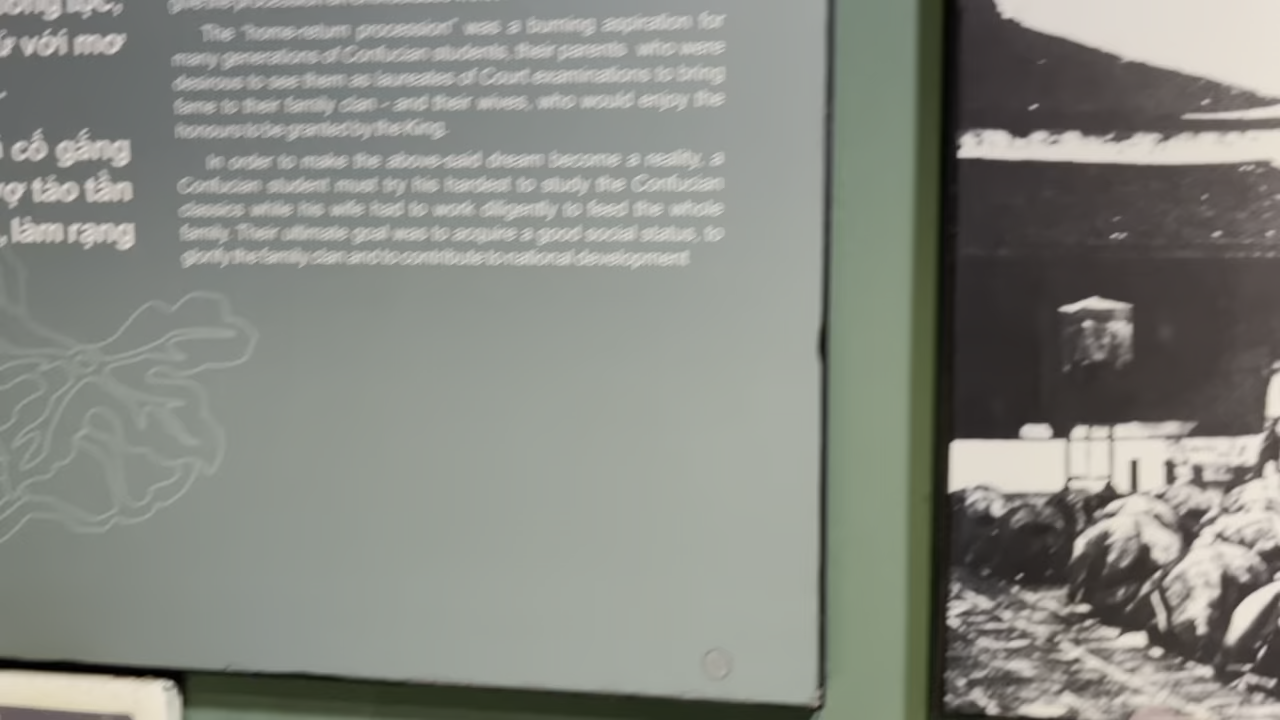 với mơ
cố gắng
tảo tần
, làm rạng
The "home-return procession" was a burning aspiration for
many generations of Confucian students, their parents who were
desirous to see them as laureates of Court examinations to bring
fame to their family clan - and their wives, who would enjoy the
honours to be granted by the King.
In order to make the above-said dream become a reality, a
Confucian student must try his hardest to study the Confucian
classics while his wife had to work diligently to feed the whole
family. Their ultimate goal was to acquire a good social status, to
glorify the family clan and to contribute to national development.